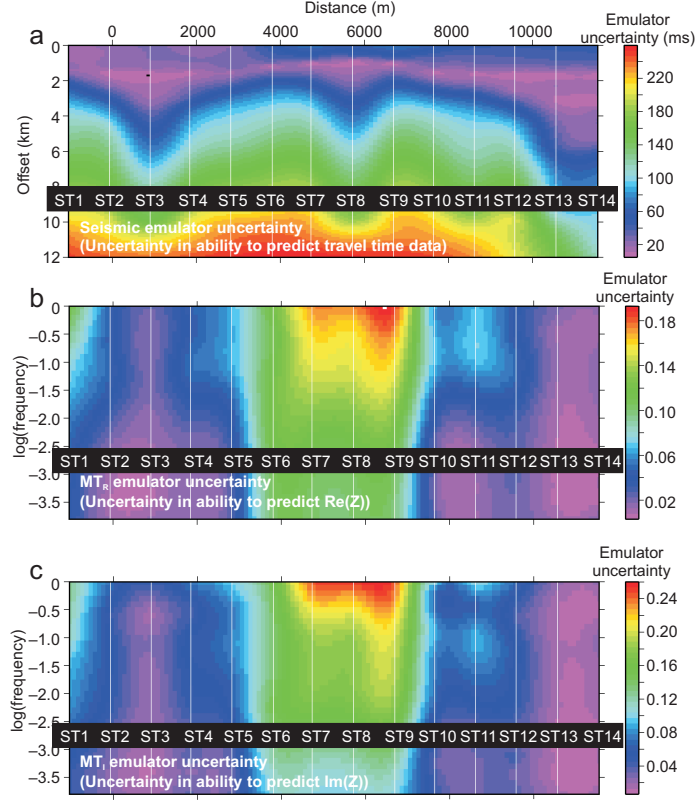 Distance (m)
0 2000 4000 6000 8000 10000
Emulator
uncertainty (ms)
a
Offset (km)
0
2
4
6
8
10
12
220
180
140
100
60
20
ST1 ST2 ST3 ST4 ST5 ST6 ST7 ST8 ST9 ST10 ST11 ST12 ST13 ST14
Seismic emulator uncertainty
(Uncertainty in ability to predict travel time data)
b
Emulator
uncertainty
log(frequency)
0
−0.5
−1.0
−1.5
−2.0
−2.5
−3.0
−3.5
0.18
0.14
0.10
0.06
0.02
ST1 ST2 ST3 ST4 ST5 ST6 ST7 ST8 ST9 ST10 ST11 ST12 ST13 ST14
MTR emulator uncertainty
(Uncertainty in ability to predict Re(Z))
c
Emulator
uncertainty
log(frequency)
0
−0.5
−1.0
−1.5
−2.0
−2.5
−3.0
−3.5
0.24
0.20
0.16
0.12
0.08
0.04
ST1 ST2 ST3 ST4 ST5 ST6 ST7 ST8 ST9 ST10 ST11 ST12 ST13 ST14
MTI emulator uncertainty
(Uncertainty in ability to predict Im(Z))